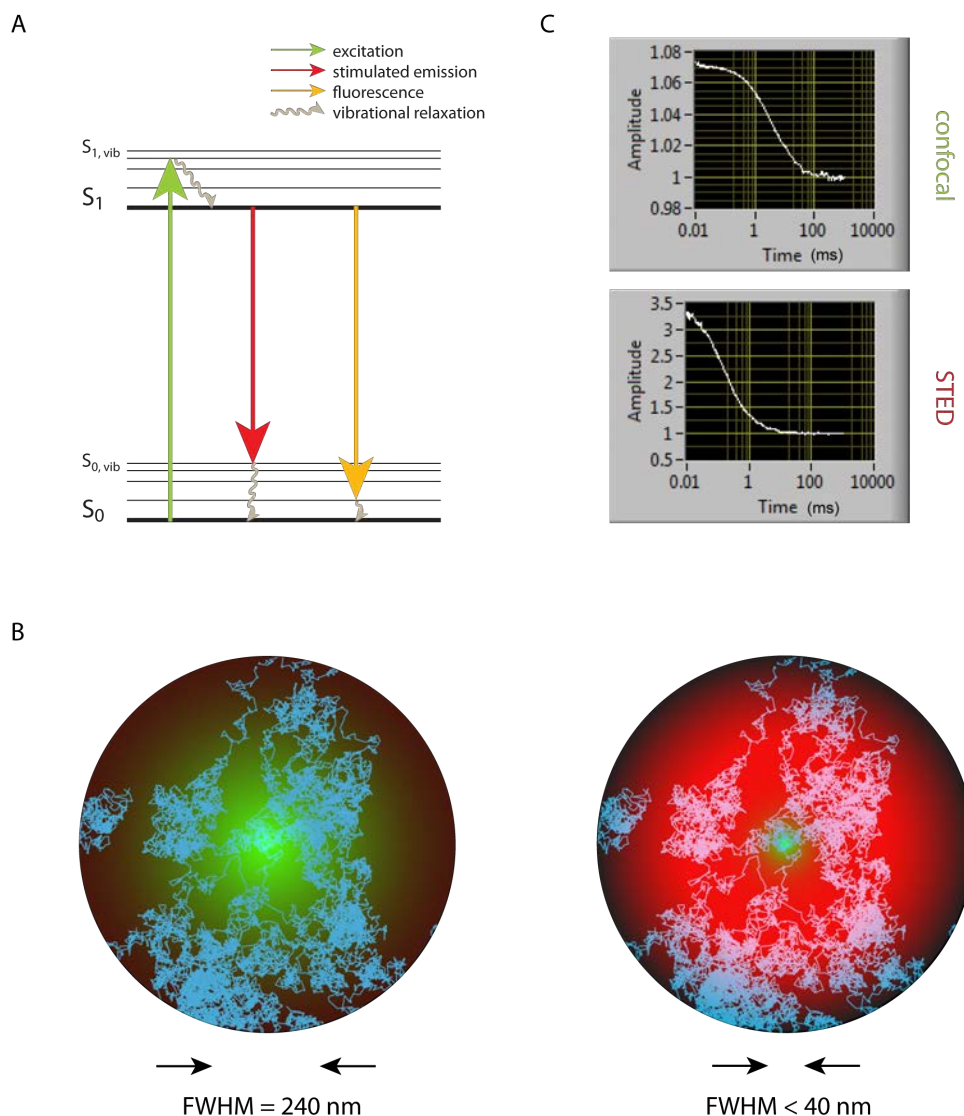 A
excitation
stimulated emission
fluorescence
vibrational relaxation
S1, vib
S1
S0, vib
S0
C
1.08
1.06
1.04
1.02
1
0.98
Amplitude
0.01
1
100
10000
Time (ms)
confocal
3.5
3
2.5
2
1.5
1
0.5
Amplitude
0.01
1
100
10000
Time (ms)
STED
B
FWHM = 240 nm
FWHM < 40 nm